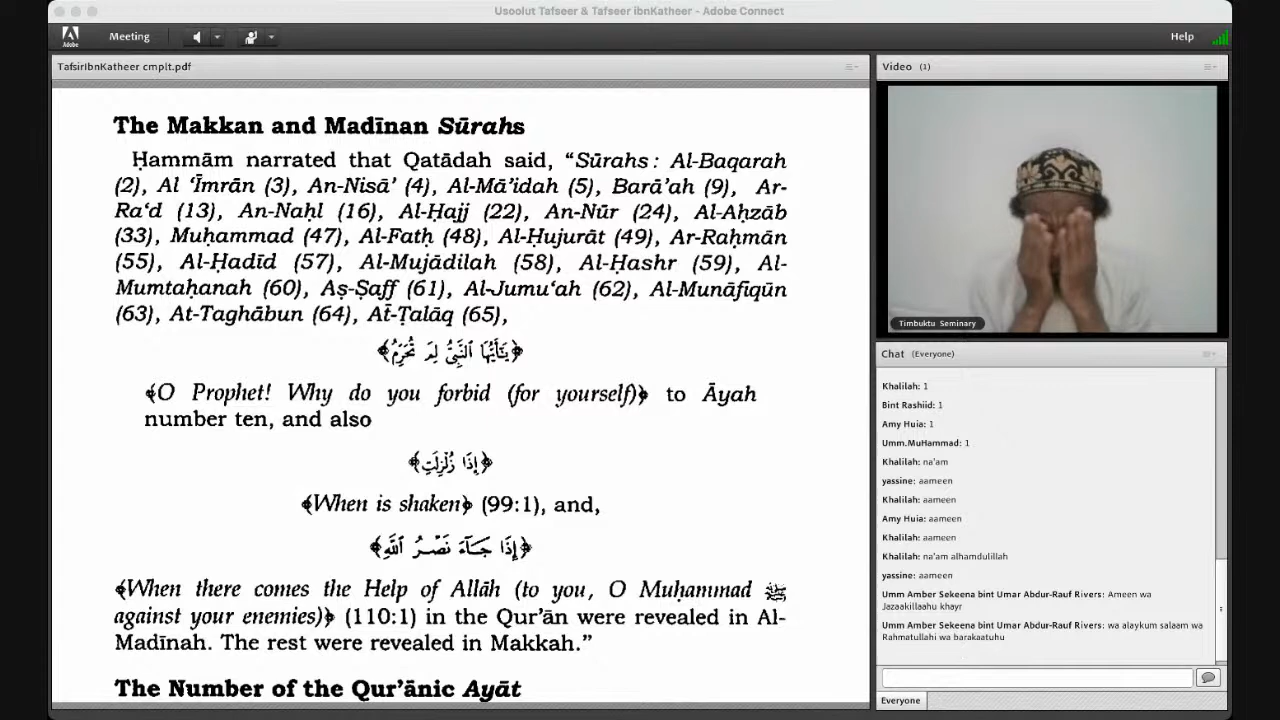 Usoolut Tafseer & Tafseer ibnKatheer - Adobe Connect
Adobe
Meeting
Help
TafsirIbnKatheer cmplt.pdf
The Makkan and Madīnan Sūrahs
Ḥammām narrated that Qatādah said, “Sūrahs : Al-Baqarah
(2), Al ‘Īmrān (3), An-Nisā’ (4), Al-Mā’idah (5), Barā’ah (9), Ar-
Ra‘d (13), An-Naḥl (16), Al-Ḥajj (22), An-Nūr (24), Al-Aḥzāb
(33), Muḥammad (47), Al-Fatḥ (48), Al-Ḥujurāt (49), Ar-Raḥmān
(55), Al-Ḥadīd (57), Al-Mujādilah (58), Al-Ḥashr (59), Al-
Mumtaḥanah (60), Aṣ-Ṣaff (61), Al-Jumu‘ah (62), Al-Munāfiqūn
(63), At-Taghābun (64), Aṭ-Ṭalāq (65),
﴿يَٰٓأَيُّهَا ٱلنَّبِىُّ لِمَ تُحَرِّمُ﴾
﴾O Prophet! Why do you forbid (for yourself)﴿ to Āyah
number ten, and also
﴿إِذَا زُلْزِلَتِ﴾
﴾When is shaken﴿ (99:1), and,
﴿إِذَا جَآءَ نَصْرُ ٱللَّهِ﴾
﴾When there comes the Help of Allāh (to you, O Muḥammad ﷺ
against your enemies)﴿ (110:1) in the Qur’ān were revealed in Al-
Madīnah. The rest were revealed in Makkah.”
The Number of the Qur’ānic Ayāt
Video (1)
Timbuktu Seminary
Chat (Everyone)
Khalilah: 1
Bint Rashiid: 1
Amy Huia: 1
Umm.MuHammad: 1
Khalilah: na'am
yassine: aameen
Khalilah: aameen
Amy Huia: aameen
Khalilah: aameen
Khalilah: na'am alhamdulillah
yassine: aameen
Umm Amber Sekeena bint Umar Abdur-Rauf Rivers: Ameen wa
Jazaakillaahu khayr
Umm Amber Sekeena bint Umar Abdur-Rauf Rivers: wa alaykum salaam wa
Rahmatullahi wa barakaatuhu
Everyone